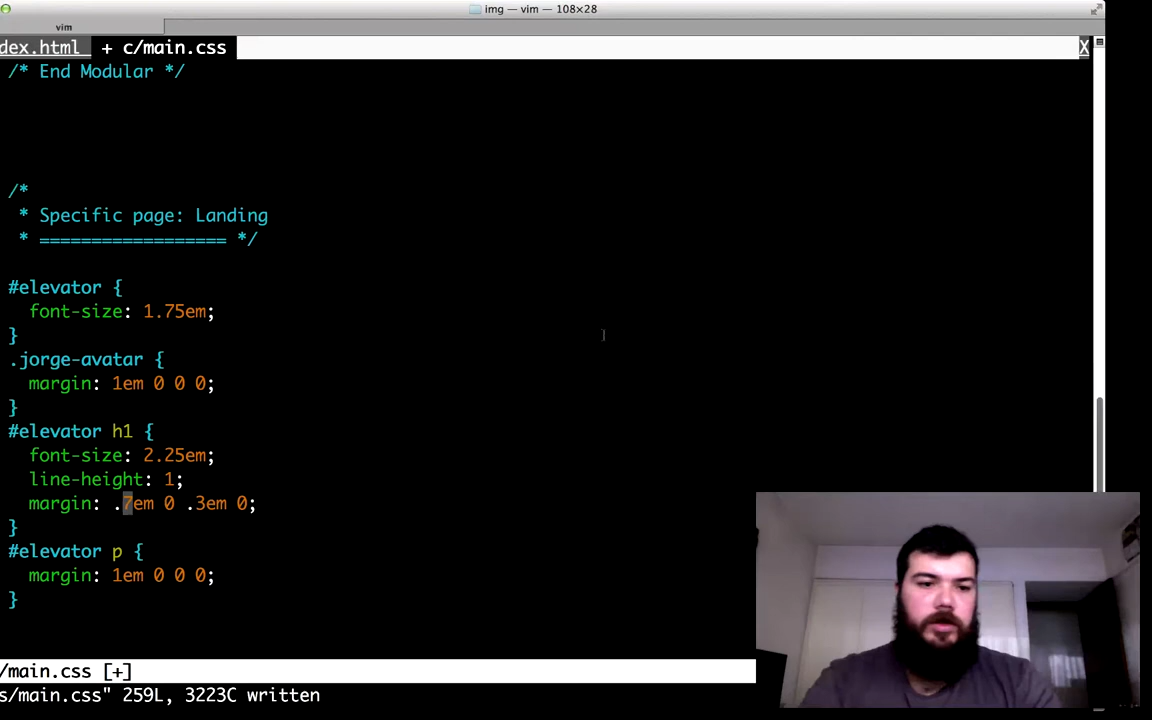 img — vim — 108×28
vim
dex.html + c/main.css X
/* End Modular */
/*
* Specific page: Landing
* ================== */
#elevator {
font-size: 1.75em;
}
.jorge-avatar {
margin: 1em 0 0 0;
}
#elevator h1 {
font-size: 2.25em;
line-height: 1;
margin: .7em 0 .3em 0;
}
#elevator p {
margin: 1em 0 0 0;
}
/main.css [+]
s/main.css" 259L, 3223C written